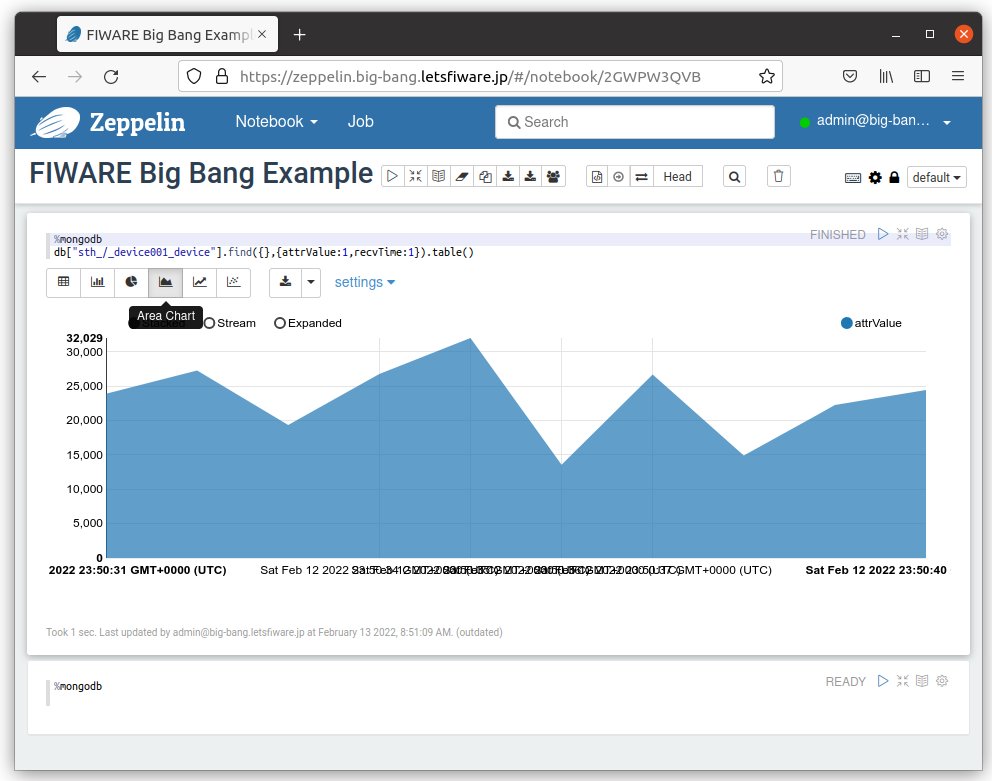 FIWARE Big Bang Examp
https://zeppelin.big-bang.letsfiware.jp/#/notebook/2GWPW3QVB
Zeppelin
Notebook
Job
Search
admin@big-ban...
FIWARE Big Bang Example
Head
default
%mongodb
FINISHED
db["sth_/_device001_device"].find({},{attrValue:1,recvTime:1}).table()
settings
Area Chart
Stream
Expanded
attrValue
32,029
30,000
25,000
20,000
15,000
10,000
5,000
0
2022 23:50:31 GMT+0000 (UTC)
Sat Feb 12 2022
GMT+0000 (UTC)
Sat Feb 12 2022 23:50:40
Took 1 sec. Last updated by admin@big-bang.letsfiware.jp at February 13 2022, 8:51:09 AM. (outdated)
%mongodb
READY